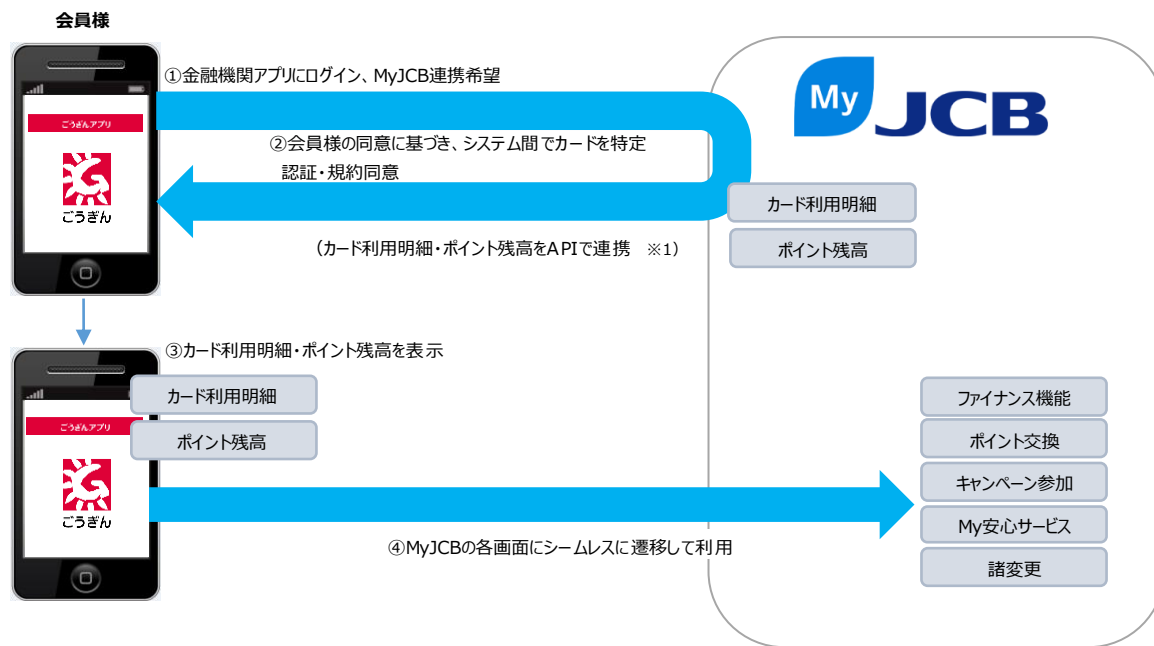 会員様
①金融機関アプリにログイン、MyJCB連携希望
My JCB
ごうぎんアプリ
ごうぎん
②会員様の同意に基づき、システム間でカードを特定
認証・規約同意
カード利用明細
ポイント残高
（カード利用明細・ポイント残高をAPIで連携　※1）
③カード利用明細・ポイント残高を表示
カード利用明細
ポイント残高
ごうぎんアプリ
ごうぎん
ファイナンス機能
ポイント交換
キャンペーン参加
My安心サービス
諸変更
④MyJCBの各画面にシームレスに遷移して利用